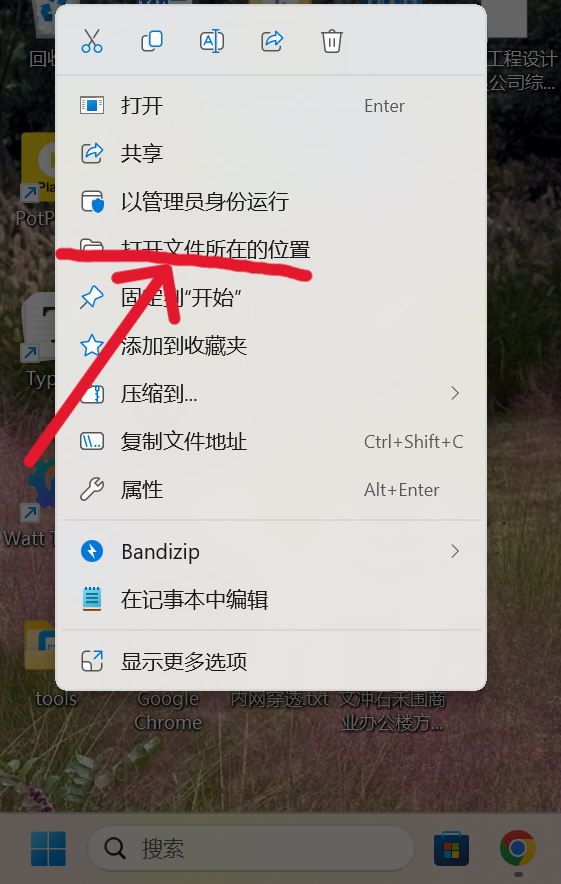 回收
工程设计
公司综...
打开 Enter
共享
以管理员身份运行
PotP
打开文件所在的位置
固定到“开始”
添加到收藏夹
Typ
压缩到...
复制文件地址 Ctrl+Shift+C
属性 Alt+Enter
Watt T
Bandizip
在记事本中编辑
显示更多选项
tools
Google
Chrome
内网穿透.txt
文冲石末围商
业办公楼方...
搜索